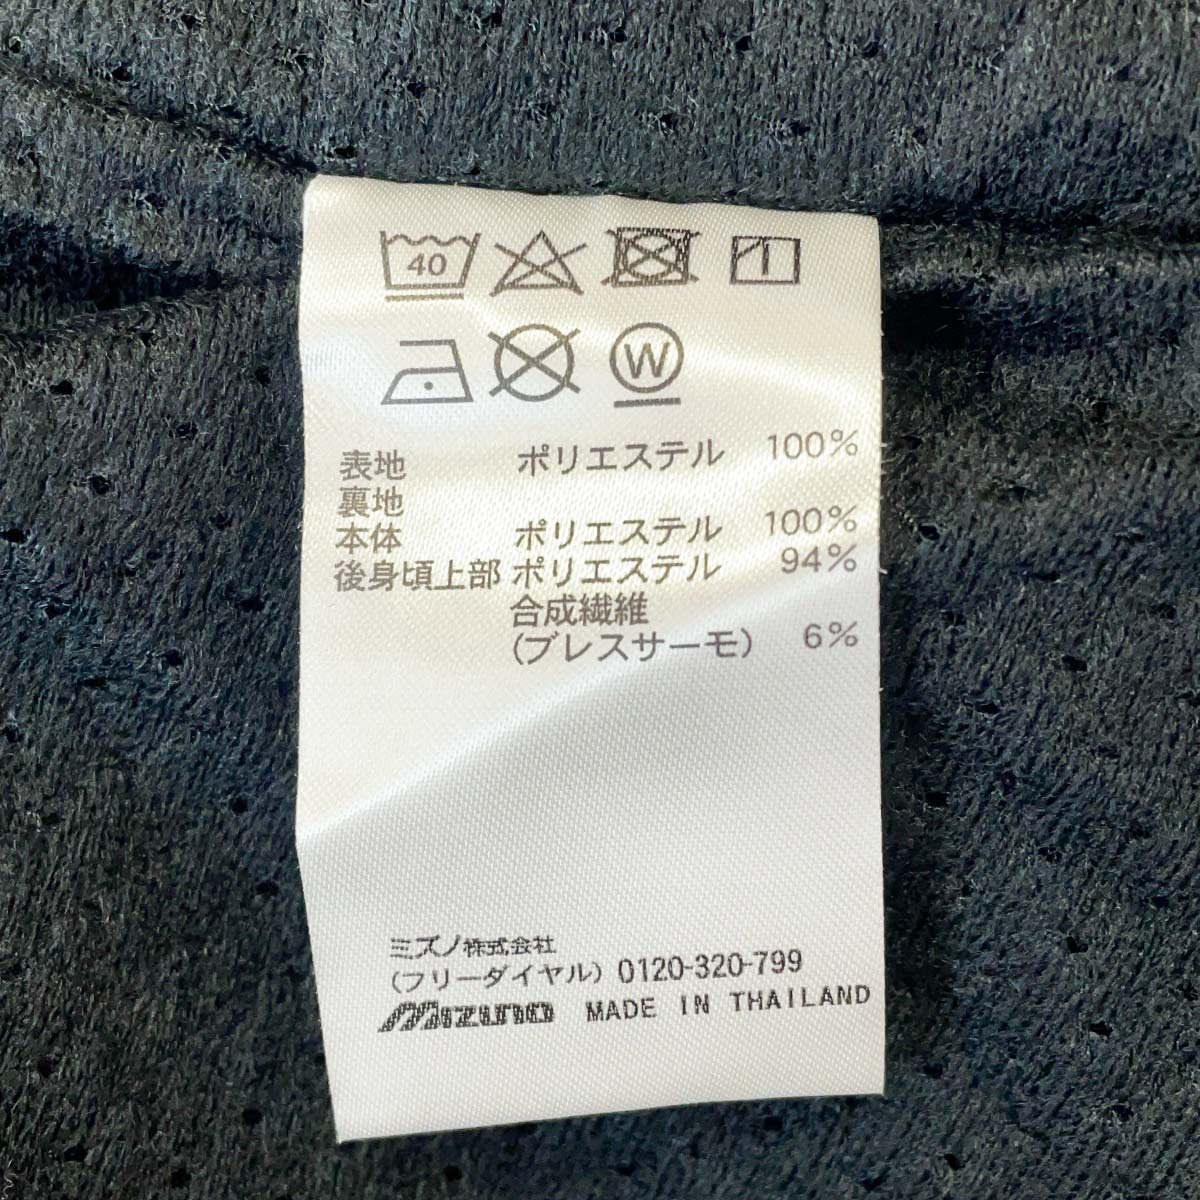 40
W
表地 ポリエステル 100%
裏地
本体 ポリエステル 100%
後身頃上部 ポリエステル 94%
合成繊維
(ブレスサーモ) 6%
ミズノ株式会社
(フリーダイヤル) 0120-320-799
Mizuno MADE IN THAILAND